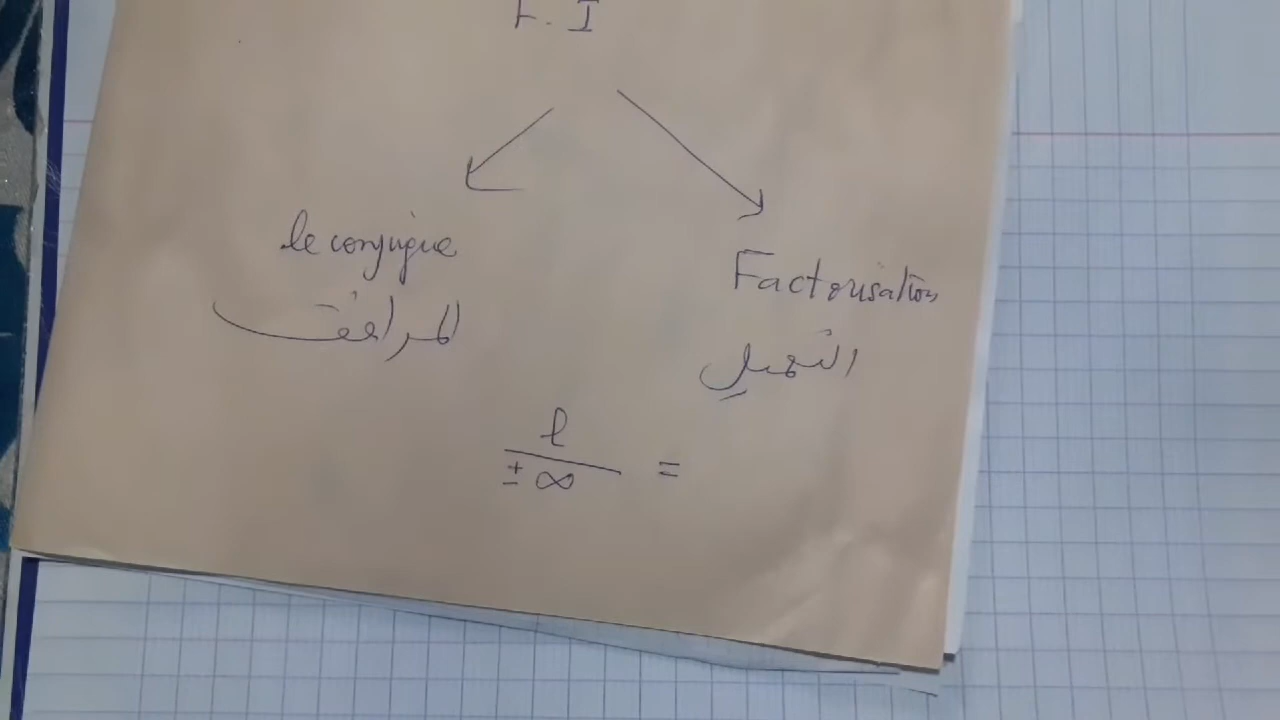 F. I
le conjugue
المرافق
Factorisation
التعميل
l
± ∞
=